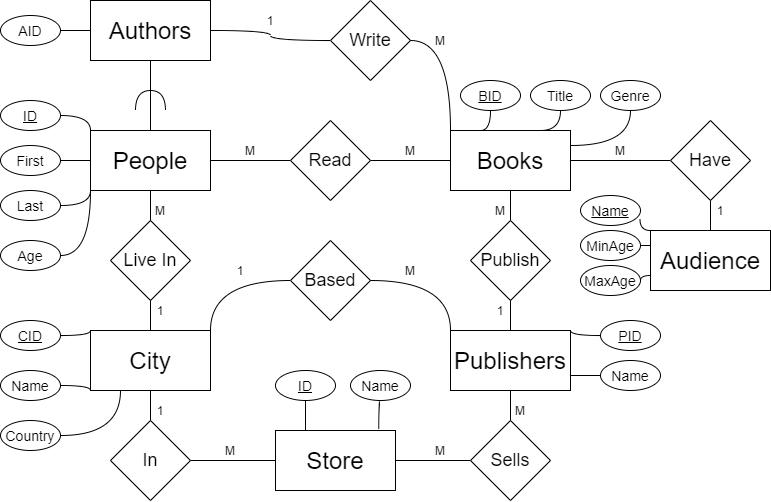 AID
Authors
1
Write
M
ID
BID
Title
Genre
First
People
M
Read
M
Books
M
Have
Last
M
M
Name
1
Age
Live In
Publish
MinAge
Audience
1
Based
M
MaxAge
1
1
CID
City
Publishers
PID
Name
ID
Name
Name
Country
1
M
In
M
Store
M
Sells